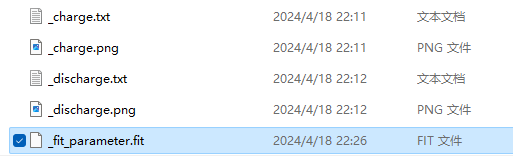 _charge.txt 2024/4/18 22:11 文本文档
_charge.png 2024/4/18 22:11 PNG 文件
_discharge.txt 2024/4/18 22:12 文本文档
_discharge.png 2024/4/18 22:12 PNG 文件
_fit_parameter.fit 2024/4/18 22:26 FIT 文件